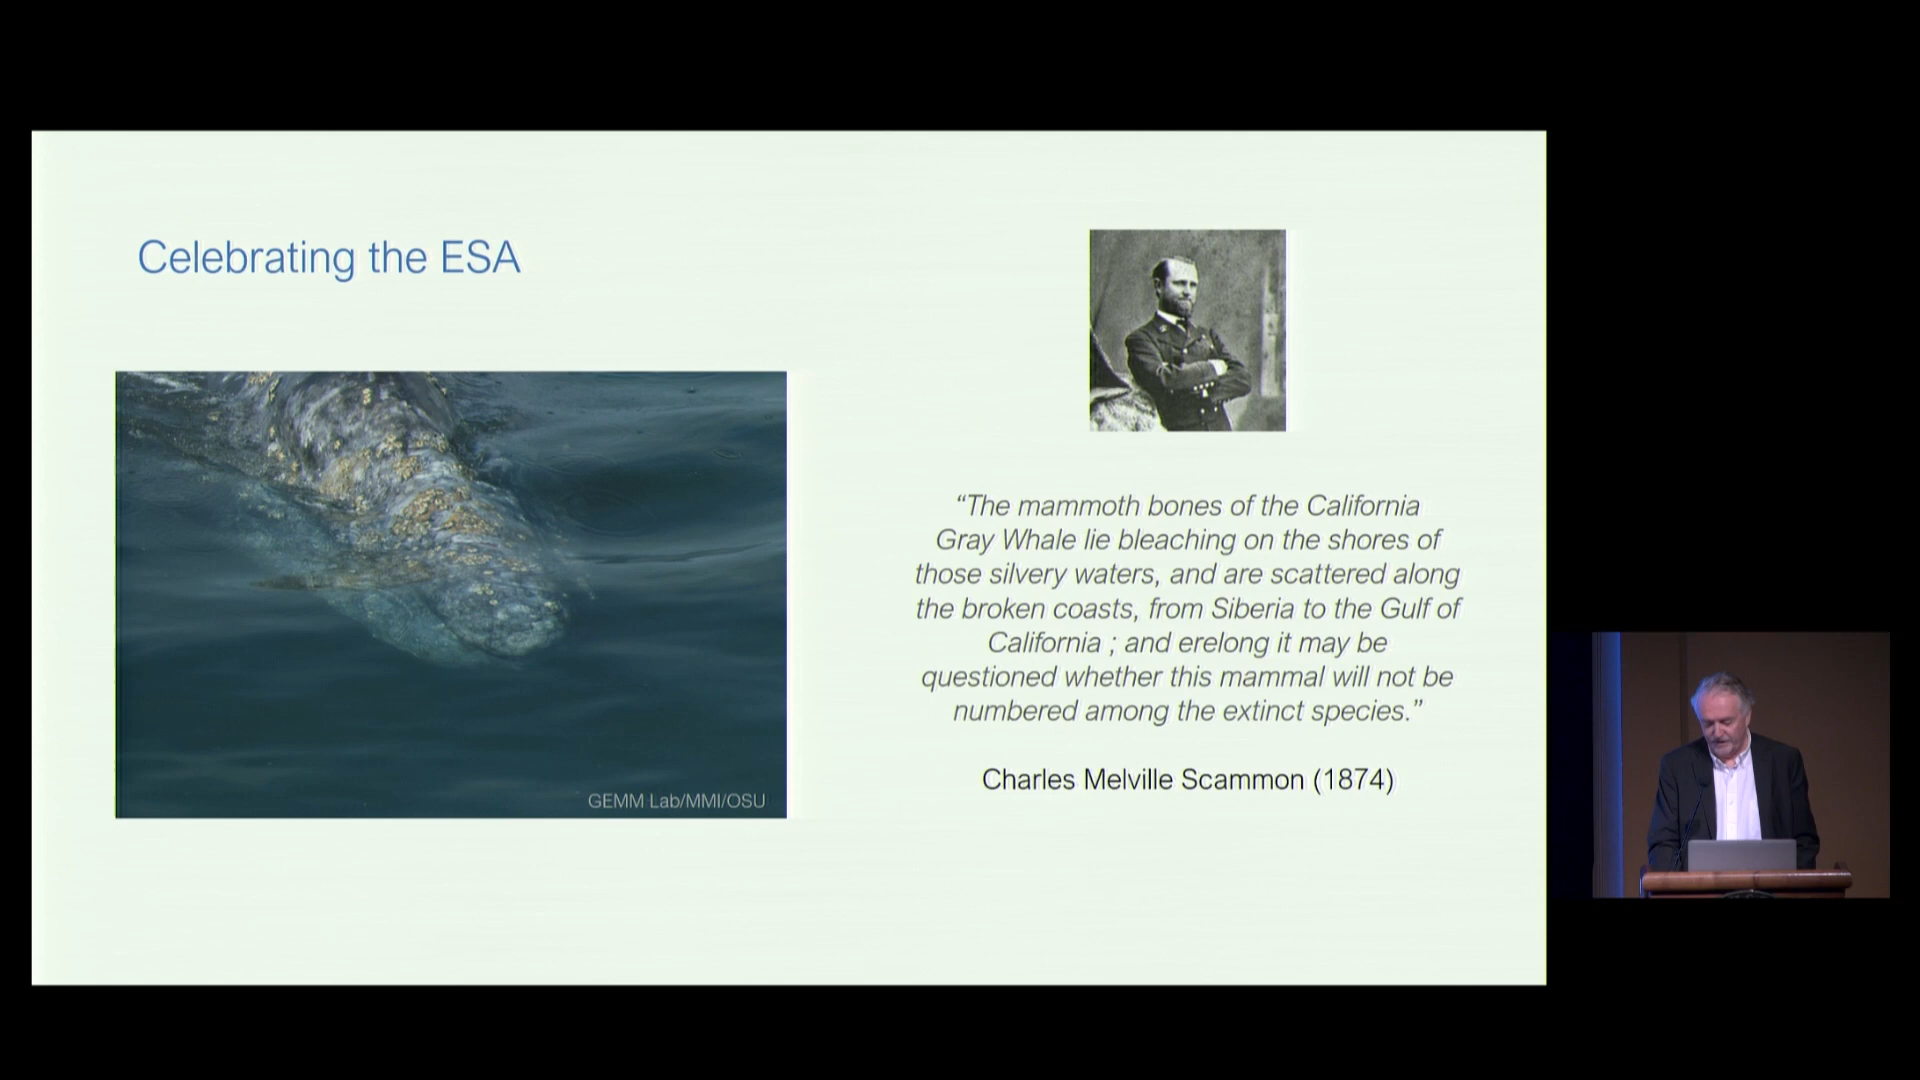 Celebrating the ESA
GEMM Lab/MMI/OSU
“The mammoth bones of the California
Gray Whale lie bleaching on the shores of
those silvery waters, and are scattered along
the broken coasts, from Siberia to the Gulf of
California ; and erelong it may be
questioned whether this mammal will not be
numbered among the extinct species.”
Charles Melville Scammon (1874)